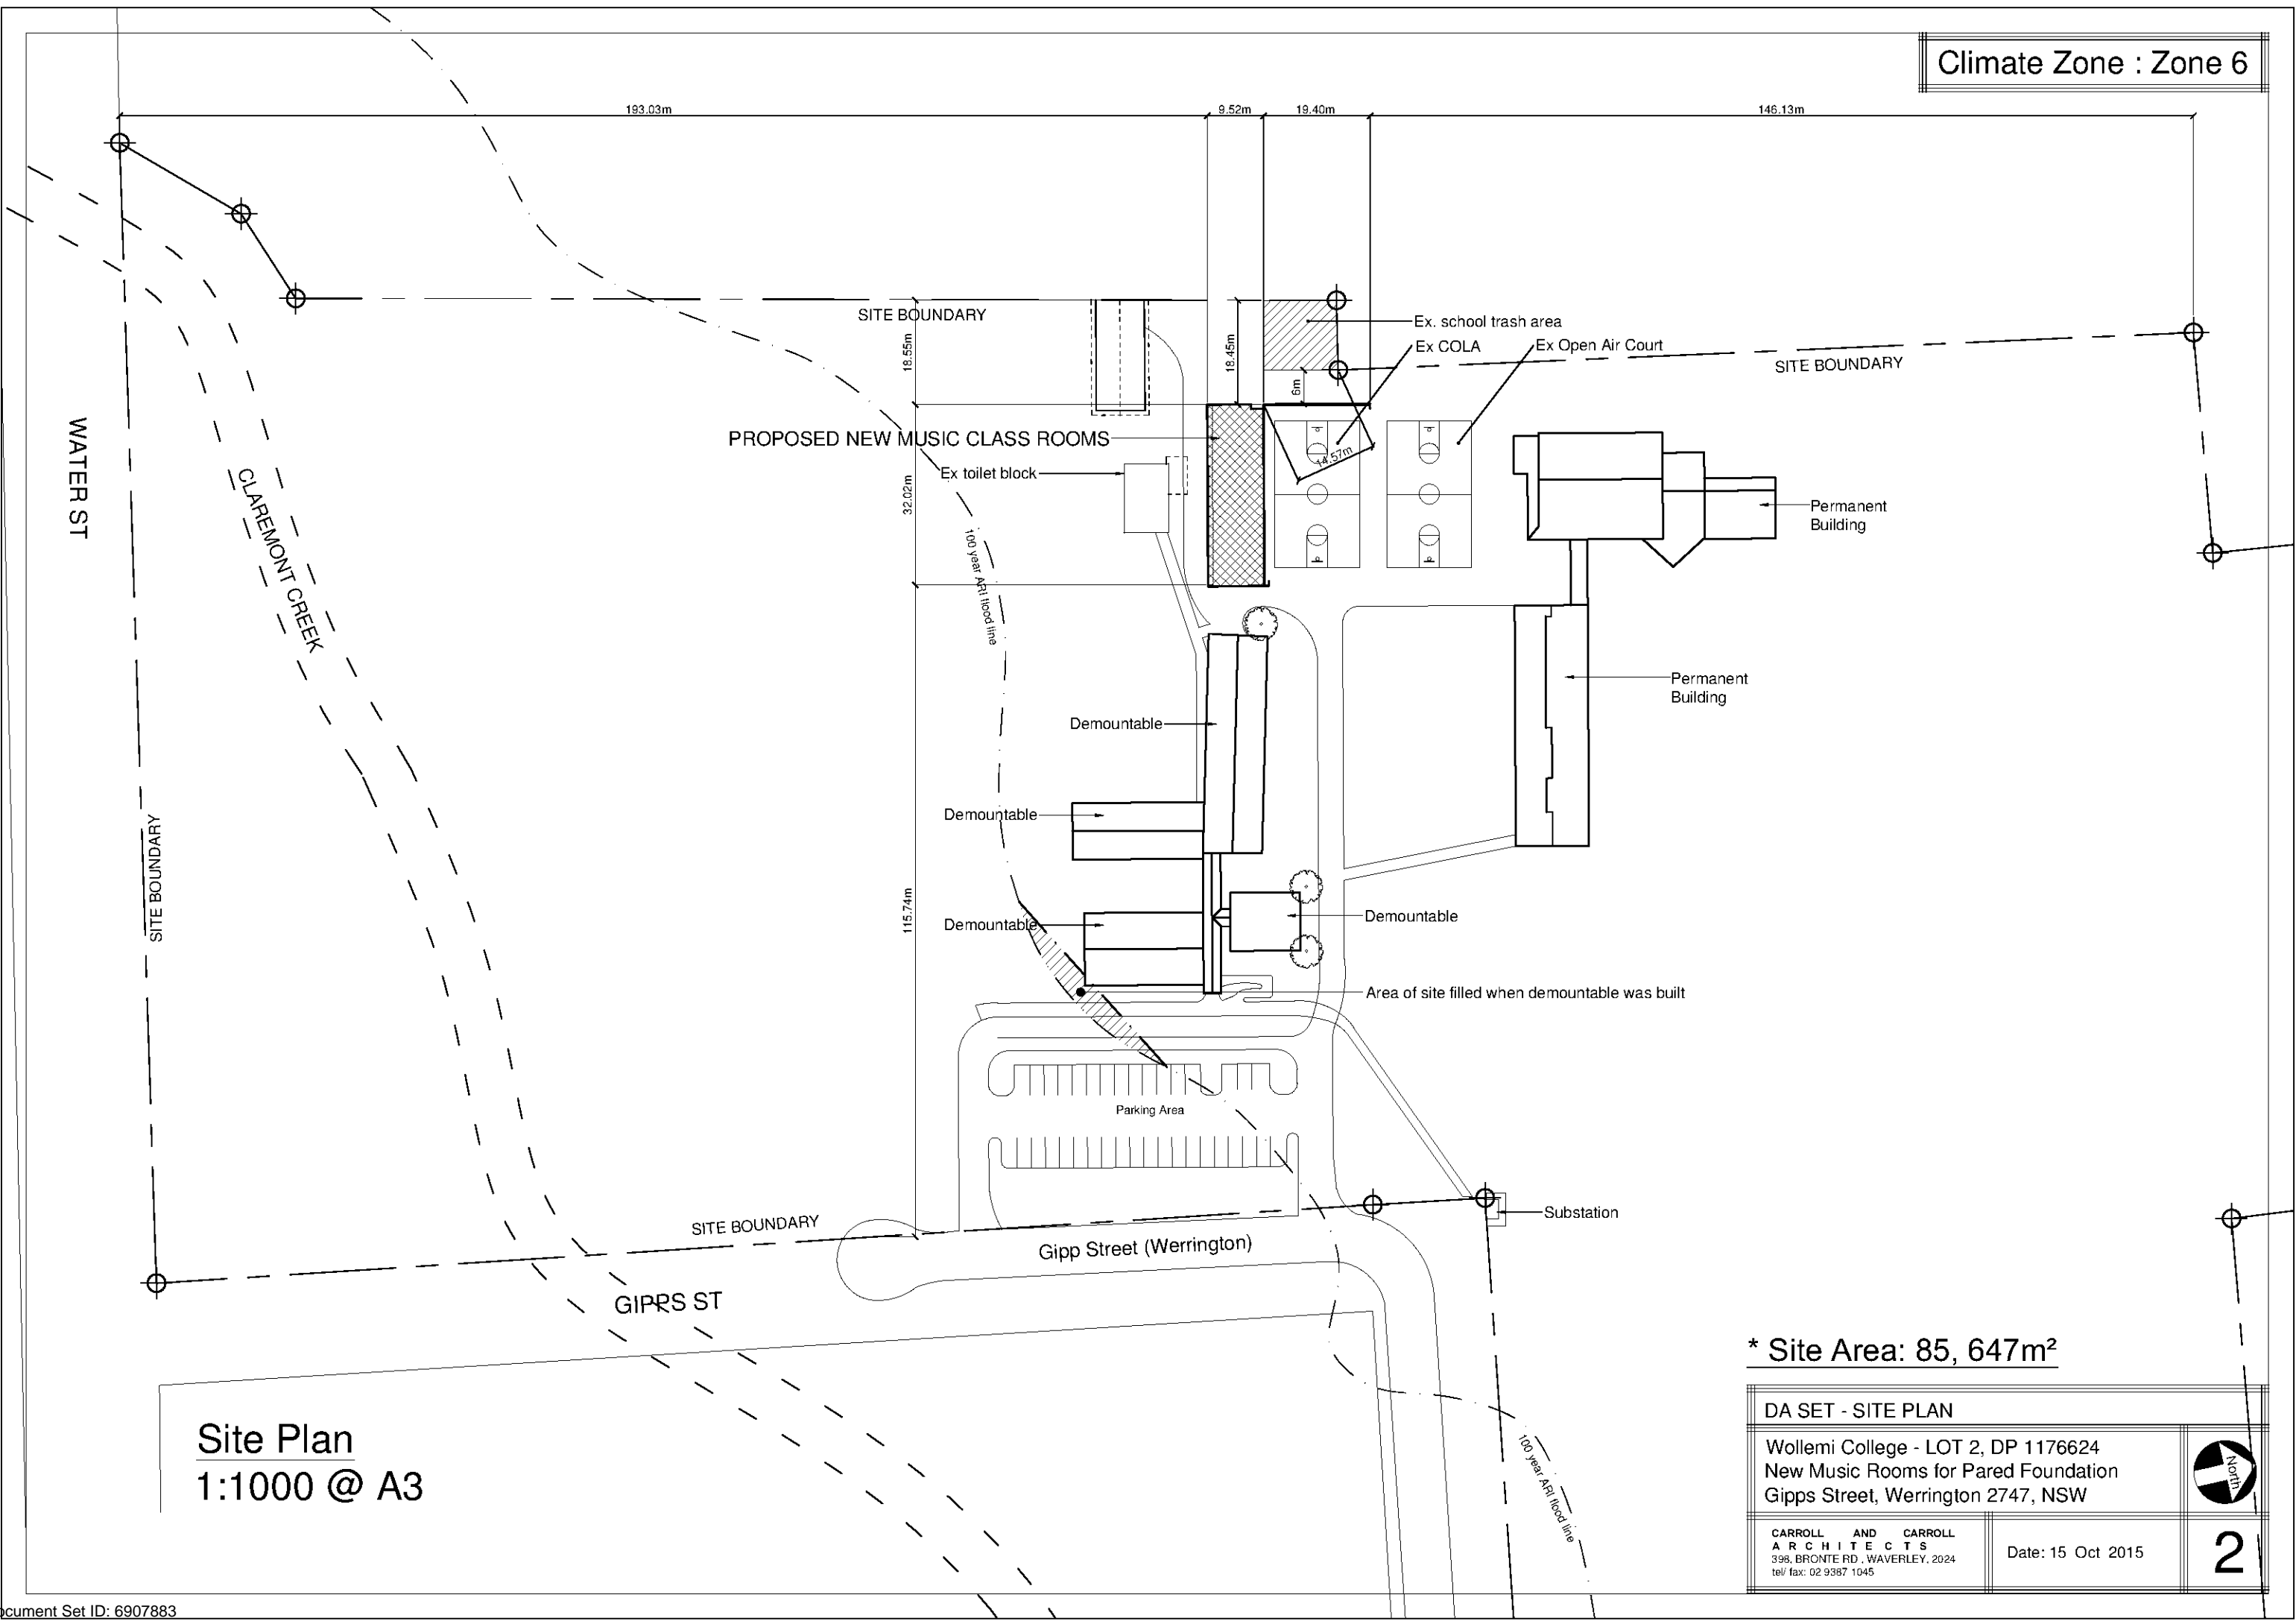 Climate Zone : Zone 6
193.03m
9.52m
19.40m
146.13m
SITE BOUNDARY
18.55m
18.45m
Ex. school trash area
Ex COLA
Ex Open Air Court
SITE BOUNDARY
6m
WATER ST
PROPOSED NEW MUSIC CLASS ROOMS
14.57m
Ex toilet block
32.02m
CLAREMONT CREEK
100 year ARI flood line
Permanent
Building
Permanent
Building
Demountable
Demountable
SITE BOUNDARY
115.74m
Demountable
Demountable
Area of site filled when demountable was built
Parking Area
Substation
SITE BOUNDARY
Gipp Street (Werrington)
GIPPS ST
* Site Area: 85, 647m²
100 year ARI flood line
Site Plan
1:1000 @ A3
DA SET - SITE PLAN
Wollemi College - LOT 2, DP 1176624
New Music Rooms for Pared Foundation
Gipps Street, Werrington 2747, NSW
North
CARROLL AND CARROLL
ARCHITECTS
398, BRONTE RD , WAVERLEY, 2024
tel/ fax: 02 9387 1045
Date: 15 Oct 2015
2
ocument Set ID: 6907883